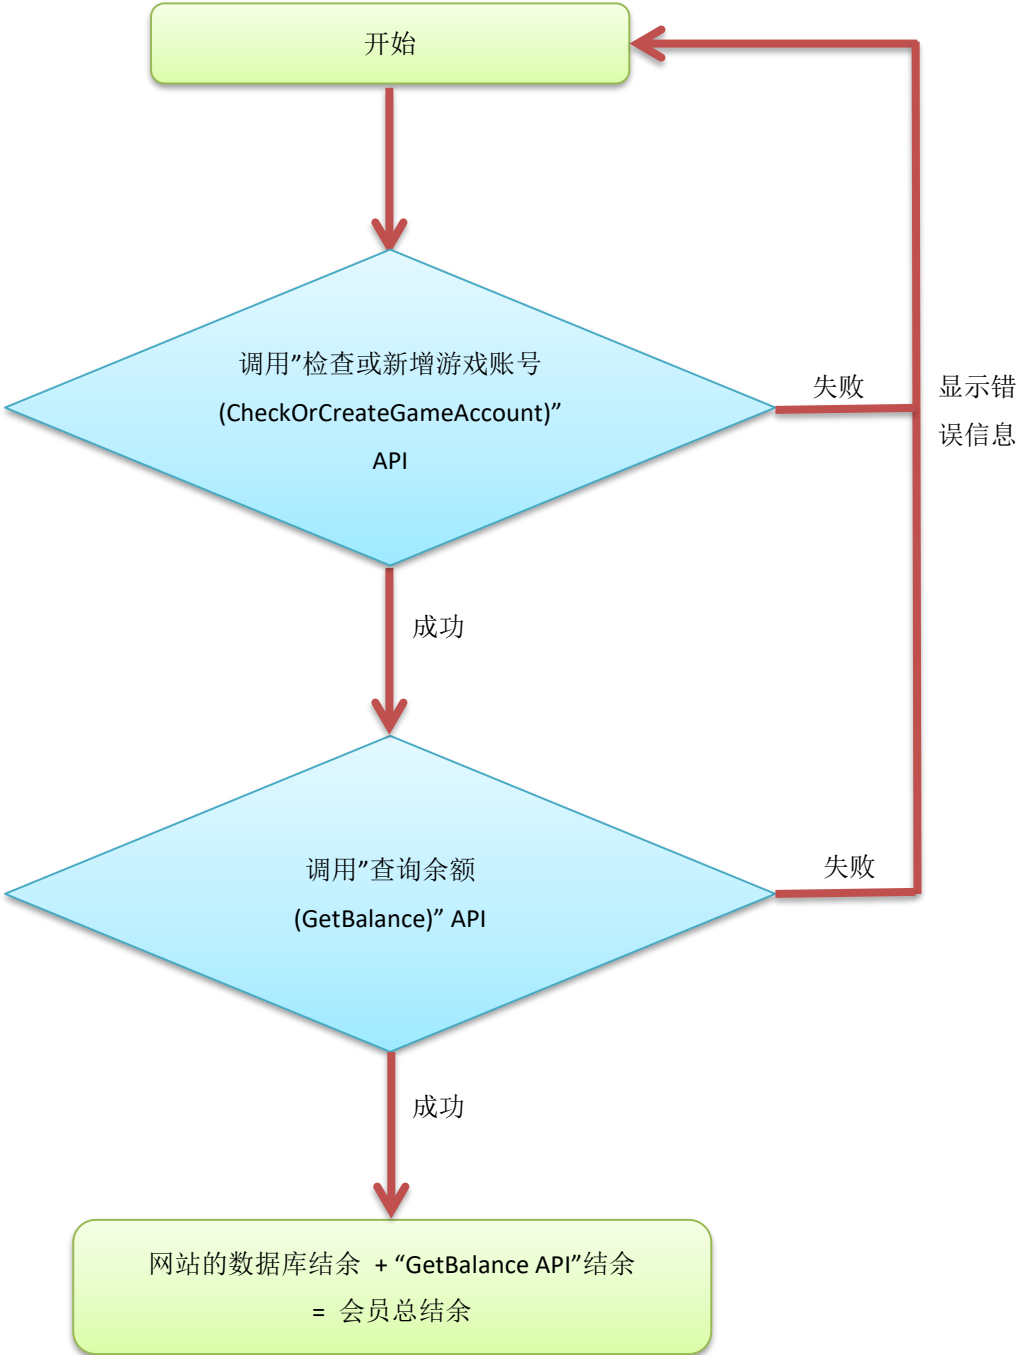 开始
调用”检查或新增游戏账号
(CheckOrCreateGameAccount)”
API
失败
显示错
误信息
成功
调用”查询余额
(GetBalance)” API
失败
成功
网站的数据库结余 + “GetBalance API”结余
= 会员总结余